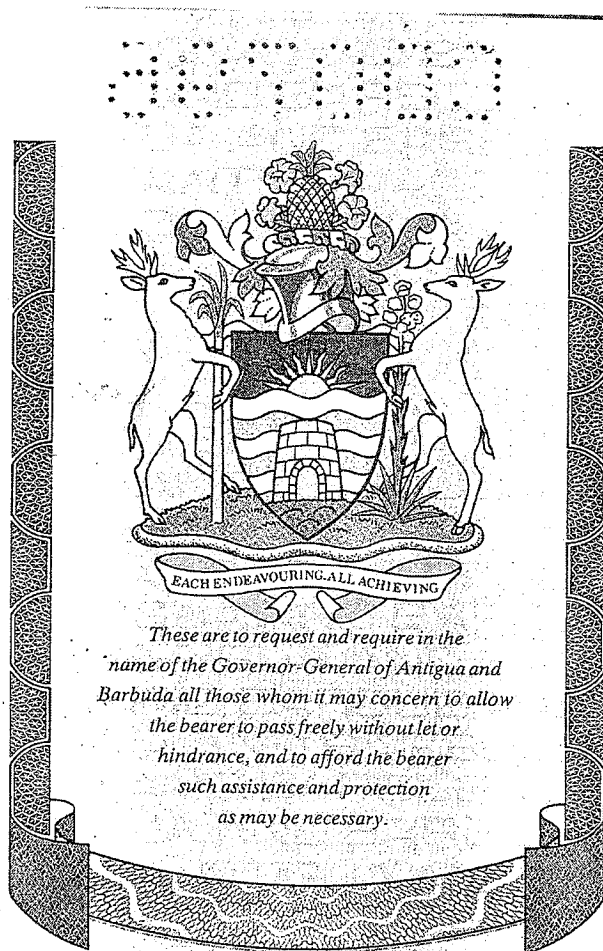 EACH ENDEAVOURING ALL ACHIEVING
These are to request and require in the
name of the Governor-General of Antigua and
Barbuda all those whom it may concern to allow
the bearer to pass freely without let or
hindrance, and to afford the bearer
such assistance and protection
as may be necessary.